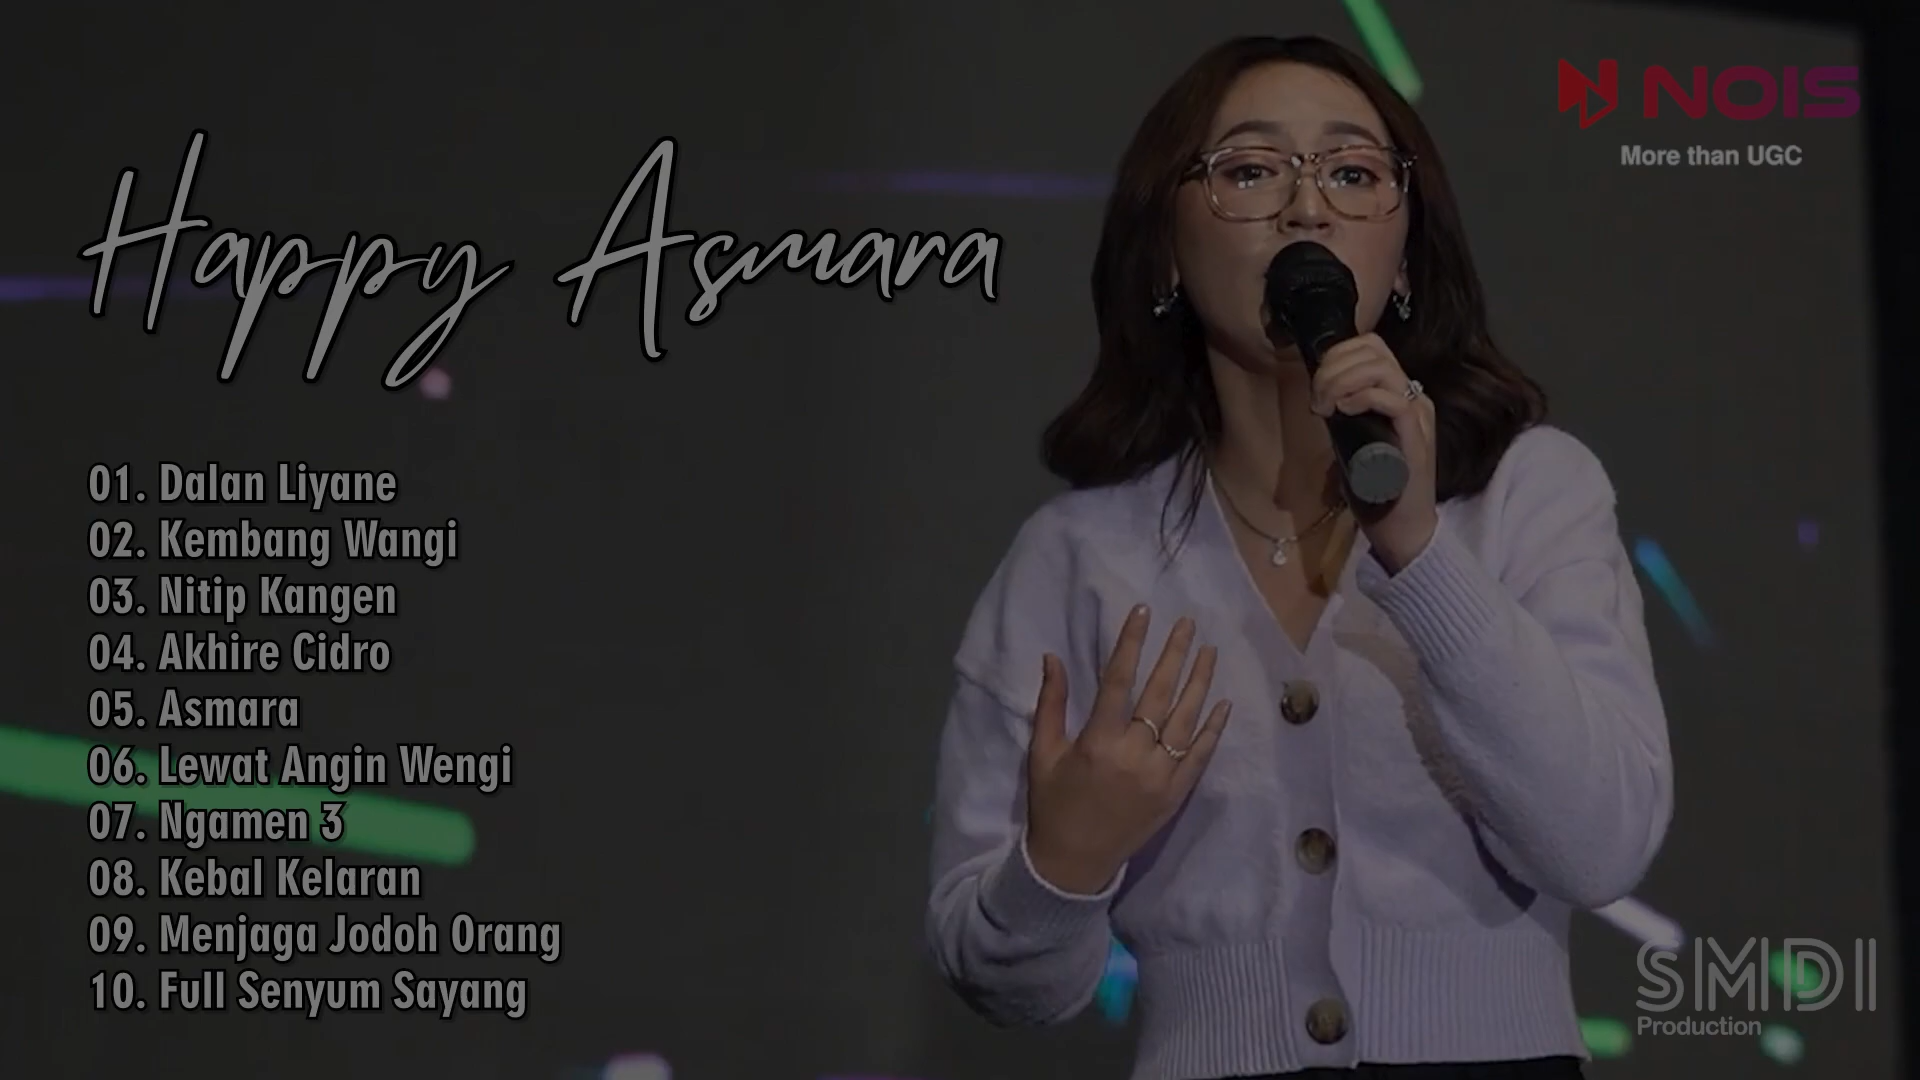 Happy Asmara
01. Dalan Liyane
02. Kembang Wangi
03. Nitip Kangen
04. Akhire Cidro
05. Asmara
06. Lewat Angin Wengi
07. Ngamen 3
08. Kebal Kelaran
09. Menjaga Jodoh Orang
10. Full Senyum Sayang
NOIS
More than UGC
SMDI
Production